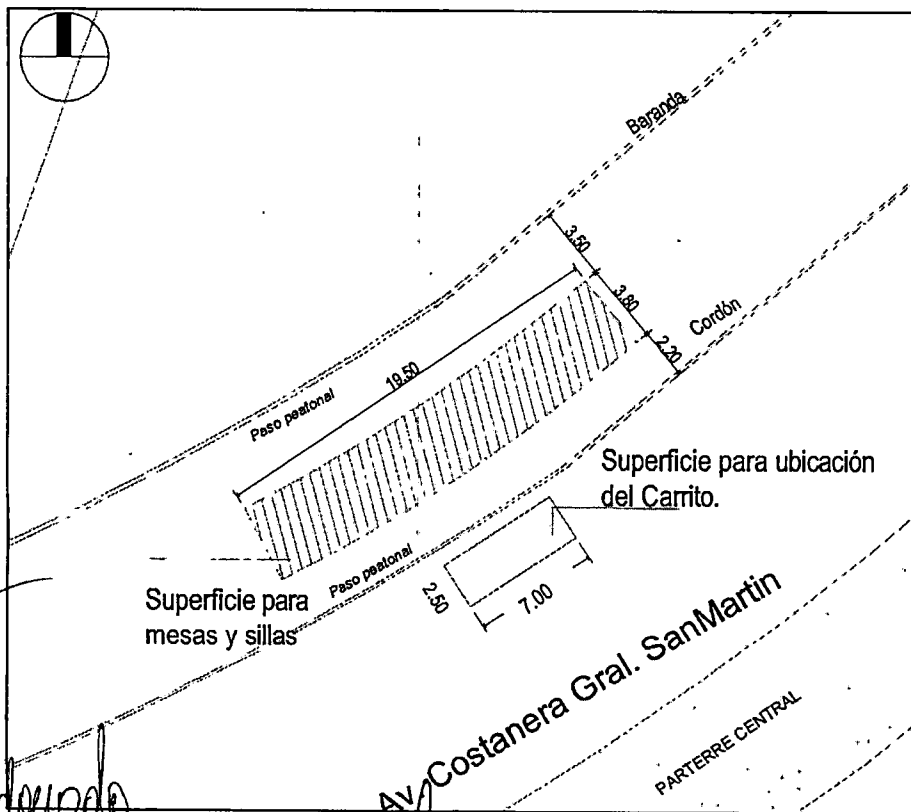 Baranda
3.50
3.80
2.20
Cordón
19.50
Paso peatonal
Superficie para ubicación
del Carrito.
Paso peatonal
Superficie para
mesas y sillas
2.50
7.00
Av. Costanera Gral. SanMartin
PARTERRE CENTRAL